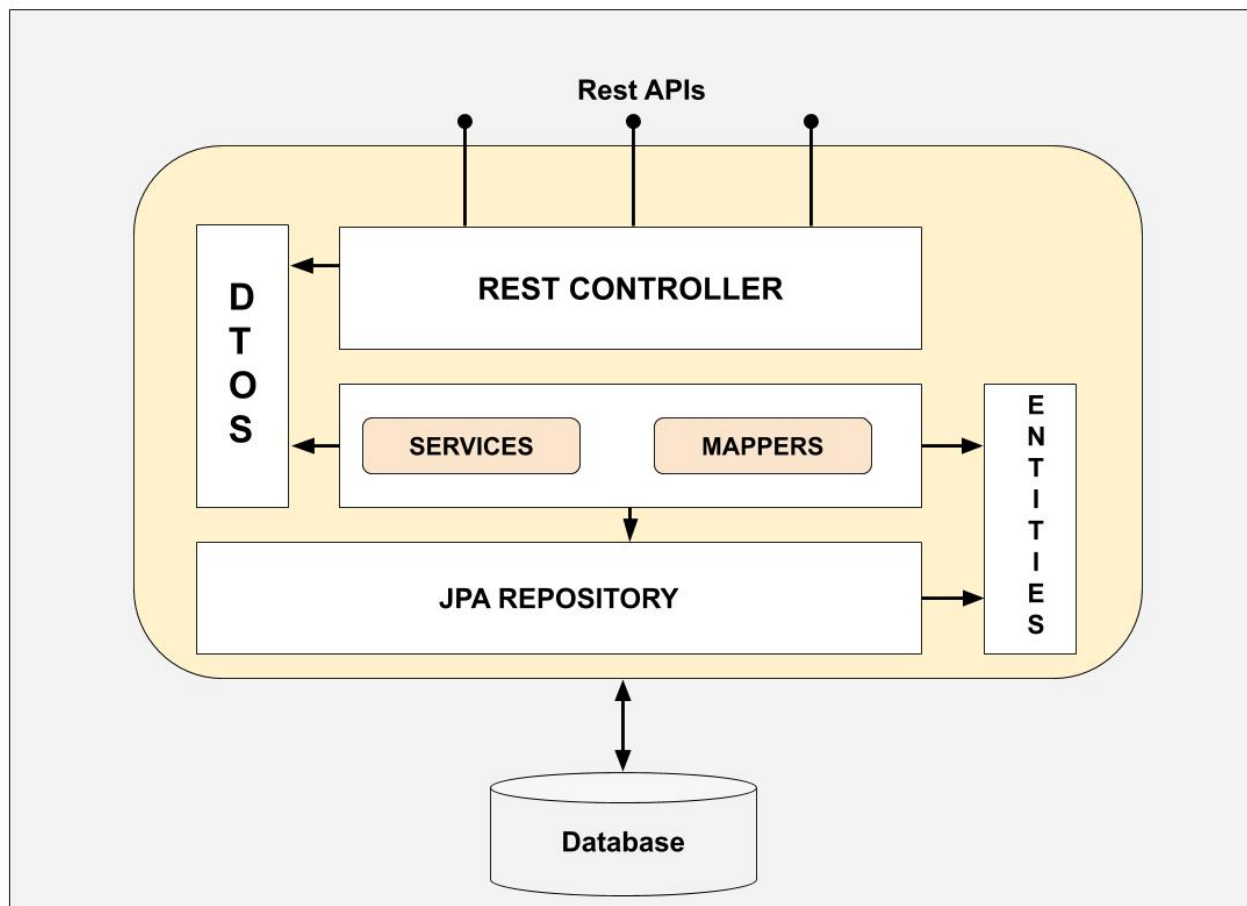 Rest APIs
REST CONTROLLER
D
T
O
S
SERVICES
MAPPERS
E
N
T
I
T
I
E
S
JPA REPOSITORY
Database